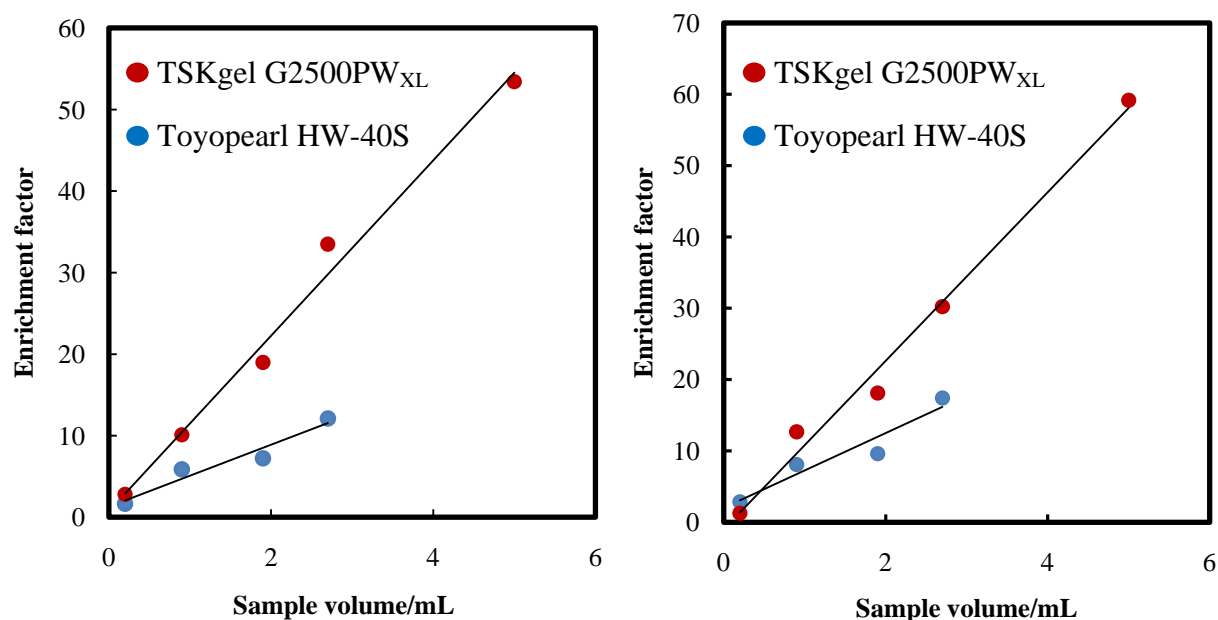 60
50
40
30
20
10
0
0
2
4
6
Enrichment factor
Sample volume/mL
TSKgel G2500PWXL
Toyopearl HW-40S
70
60
50
40
30
20
10
0
0
2
4
6
Enrichment factor
Sample volume/mL
TSKgel G2500PWXL
Toyopearl HW-40S